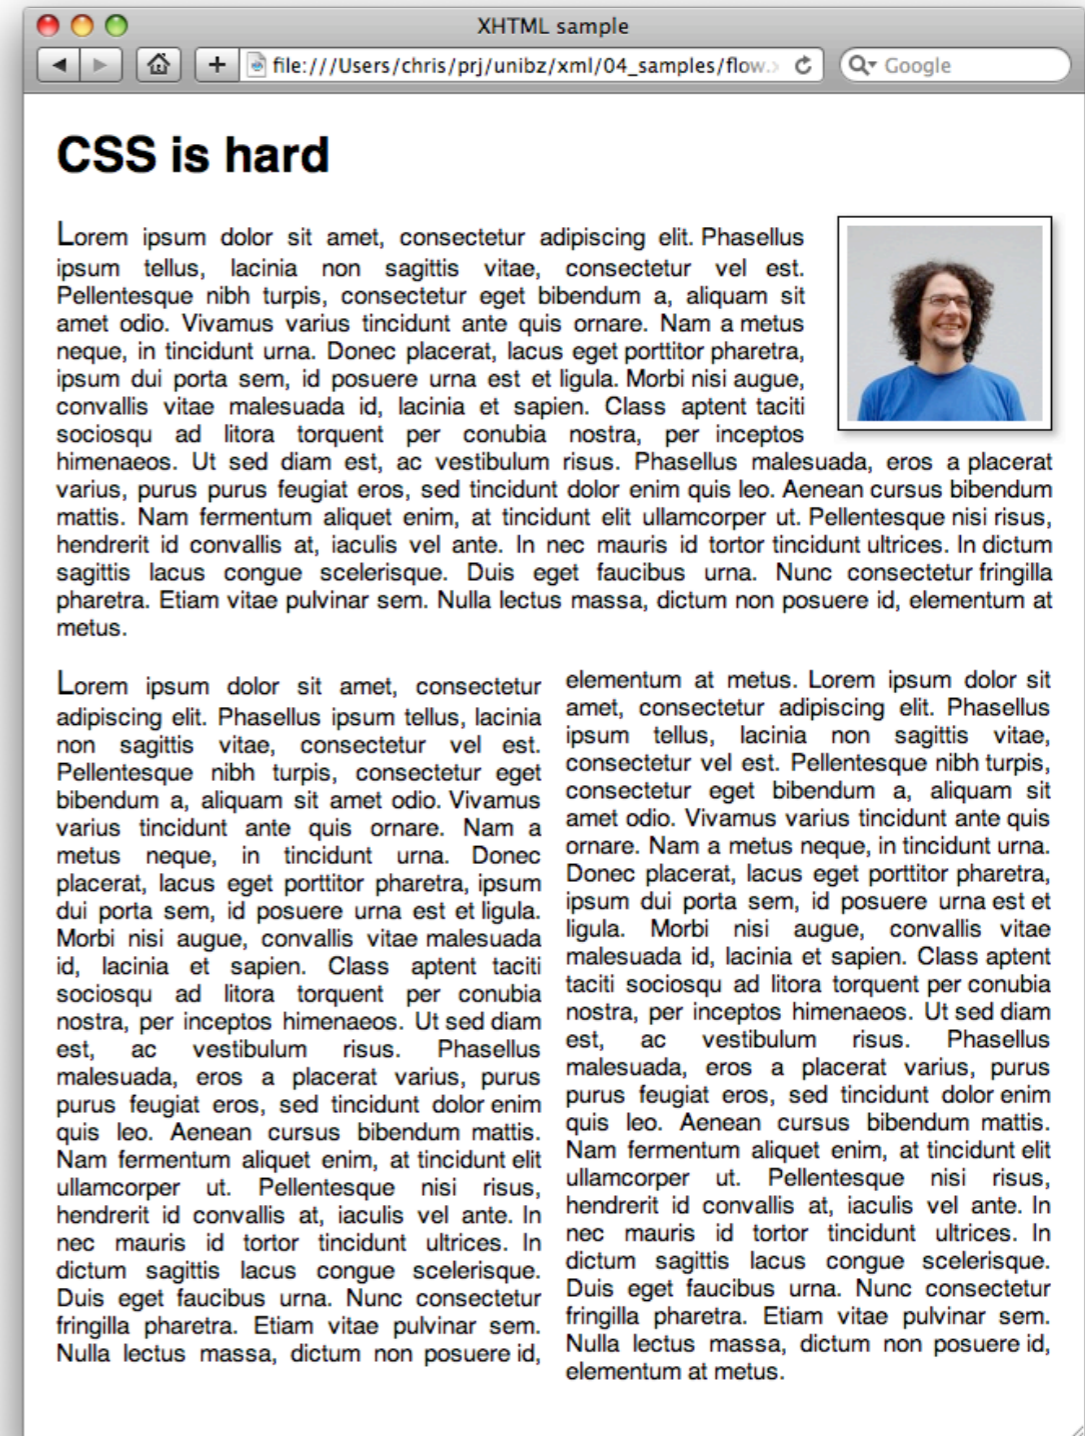 XHTML sample
file:///Users/chris/prj/unibz/xml/04_samples/flow.
Google
CSS is hard
Lorem ipsum dolor sit amet, consectetur adipiscing elit. Phasellus
ipsum tellus, lacinia non sagittis vitae, consectetur vel est.
Pellentesque nibh turpis, consectetur eget bibendum a, aliquam sit
amet odio. Vivamus varius tincidunt ante quis ornare. Nam a metus
neque, in tincidunt urna. Donec placerat, lacus eget porttitor pharetra,
ipsum dui porta sem, id posuere urna est et ligula. Morbi nisi augue,
convallis vitae malesuada id, lacinia et sapien. Class aptent taciti
sociosqu ad litora torquent per conubia nostra, per inceptos
himenaeos. Ut sed diam est, ac vestibulum risus. Phasellus malesuada, eros a placerat
varius, purus purus feugiat eros, sed tincidunt dolor enim quis leo. Aenean cursus bibendum
mattis. Nam fermentum aliquet enim, at tincidunt elit ullamcorper ut. Pellentesque nisi risus,
hendrerit id convallis at, iaculis vel ante. In nec mauris id tortor tincidunt ultrices. In dictum
sagittis lacus congue scelerisque. Duis eget faucibus urna. Nunc consectetur fringilla
pharetra. Etiam vitae pulvinar sem. Nulla lectus massa, dictum non posuere id, elementum at
metus.
Lorem ipsum dolor sit amet, consectetur
adipiscing elit. Phasellus ipsum tellus, lacinia
non sagittis vitae, consectetur vel est.
Pellentesque nibh turpis, consectetur eget
bibendum a, aliquam sit amet odio. Vivamus
varius tincidunt ante quis ornare. Nam a
metus neque, in tincidunt urna. Donec
placerat, lacus eget porttitor pharetra, ipsum
dui porta sem, id posuere urna est et ligula.
Morbi nisi augue, convallis vitae malesuada
id, lacinia et sapien. Class aptent taciti
sociosqu ad litora torquent per conubia
nostra, per inceptos himenaeos. Ut sed diam
est, ac vestibulum risus. Phasellus
malesuada, eros a placerat varius, purus
purus feugiat eros, sed tincidunt dolor enim
quis leo. Aenean cursus bibendum mattis.
Nam fermentum aliquet enim, at tincidunt elit
ullamcorper ut. Pellentesque nisi risus,
hendrerit id convallis at, iaculis vel ante. In
nec mauris id tortor tincidunt ultrices. In
dictum sagittis lacus congue scelerisque.
Duis eget faucibus urna. Nunc consectetur
fringilla pharetra. Etiam vitae pulvinar sem.
Nulla lectus massa, dictum non posuere id,
elementum at metus. Lorem ipsum dolor sit
amet, consectetur adipiscing elit. Phasellus
ipsum tellus, lacinia non sagittis vitae,
consectetur vel est. Pellentesque nibh turpis,
consectetur eget bibendum a, aliquam sit
amet odio. Vivamus varius tincidunt ante quis
ornare. Nam a metus neque, in tincidunt urna.
Donec placerat, lacus eget porttitor pharetra,
ipsum dui porta sem, id posuere urna est et
ligula. Morbi nisi augue, convallis vitae
malesuada id, lacinia et sapien. Class aptent
taciti sociosqu ad litora torquent per conubia
nostra, per inceptos himenaeos. Ut sed diam
est, ac vestibulum risus. Phasellus
malesuada, eros a placerat varius, purus
purus feugiat eros, sed tincidunt dolor enim
quis leo. Aenean cursus bibendum mattis.
Nam fermentum aliquet enim, at tincidunt elit
ullamcorper ut. Pellentesque nisi risus,
hendrerit id convallis at, iaculis vel ante. In
nec mauris id tortor tincidunt ultrices. In
dictum sagittis lacus congue scelerisque.
Duis eget faucibus urna. Nunc consectetur
fringilla pharetra. Etiam vitae pulvinar sem.
Nulla lectus massa, dictum non posuere id,
elementum at metus.